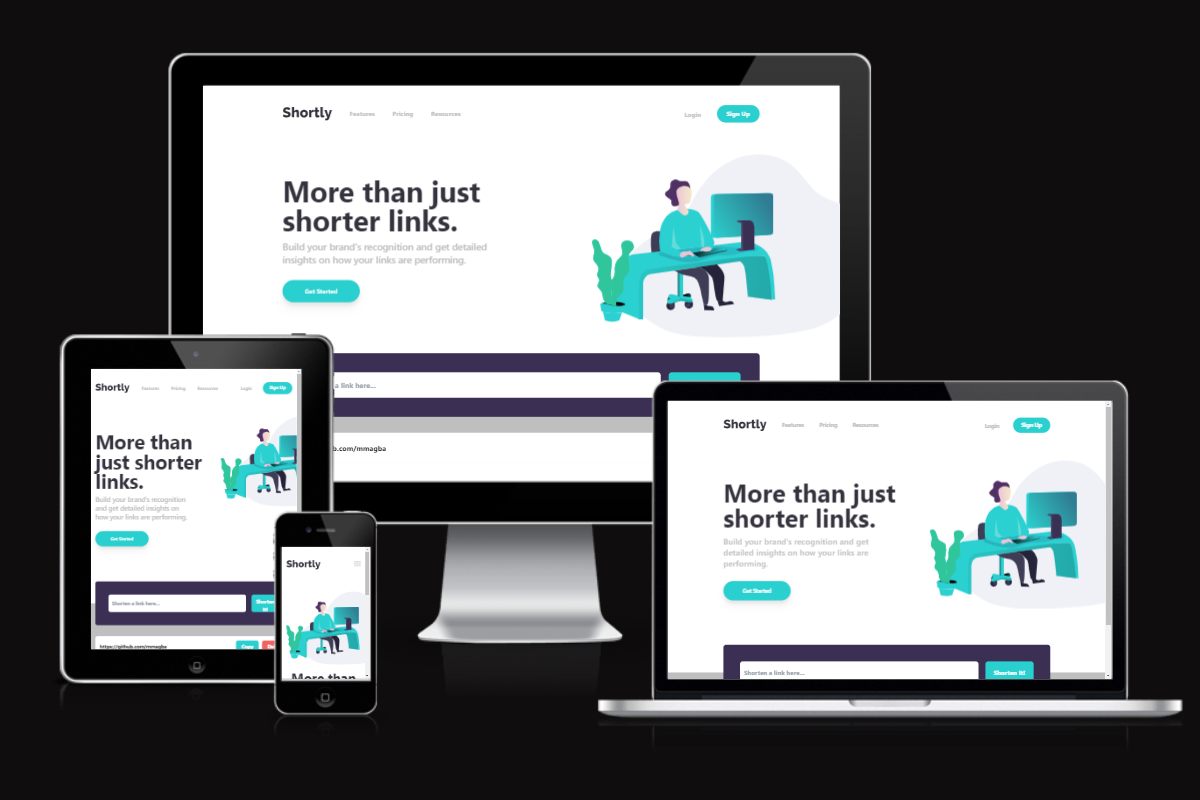 Shortly Features Pricing Resources Login Sign Up
More than just
shorter links.
Build your brand's recognition and get detailed
insights on how your links are performing.
Get Started
a link here...
b.com/mmagba
Shortly Features Pricing Resources Login Sign Up
More than
just shorter
links.
Build your brand's recognition
and get detailed insights on
how your links are performing.
Get Started
Shorten a link here... Shorten
It!
https://github.com/mmagba Copy
Shortly
More than
Shortly Features Pricing Resources Login Sign Up
More than just
shorter links.
Build your brand's recognition and get
detailed insights on how your links are
performing.
Get Started
Shorten a link here... Shorten It!